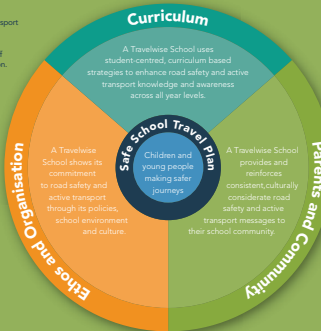 sport
f
n.
Curriculum
A Travelwise School uses
student-centred, curriculum based
strategies to enhance road safety and active
transport knowledge and awareness
across all year levels.
Safe School Travel Plan
Children and
young people
making safer
journeys
A Travelwise
School shows its
commitment
to road safety and
active transport
through its policies,
school environment
and culture.
A Travelwise School
provides and
reinforces
consistent,culturally
considerate road
safety and active
transport messages to
their school community.
Ethos and Organisation
Parents and Community